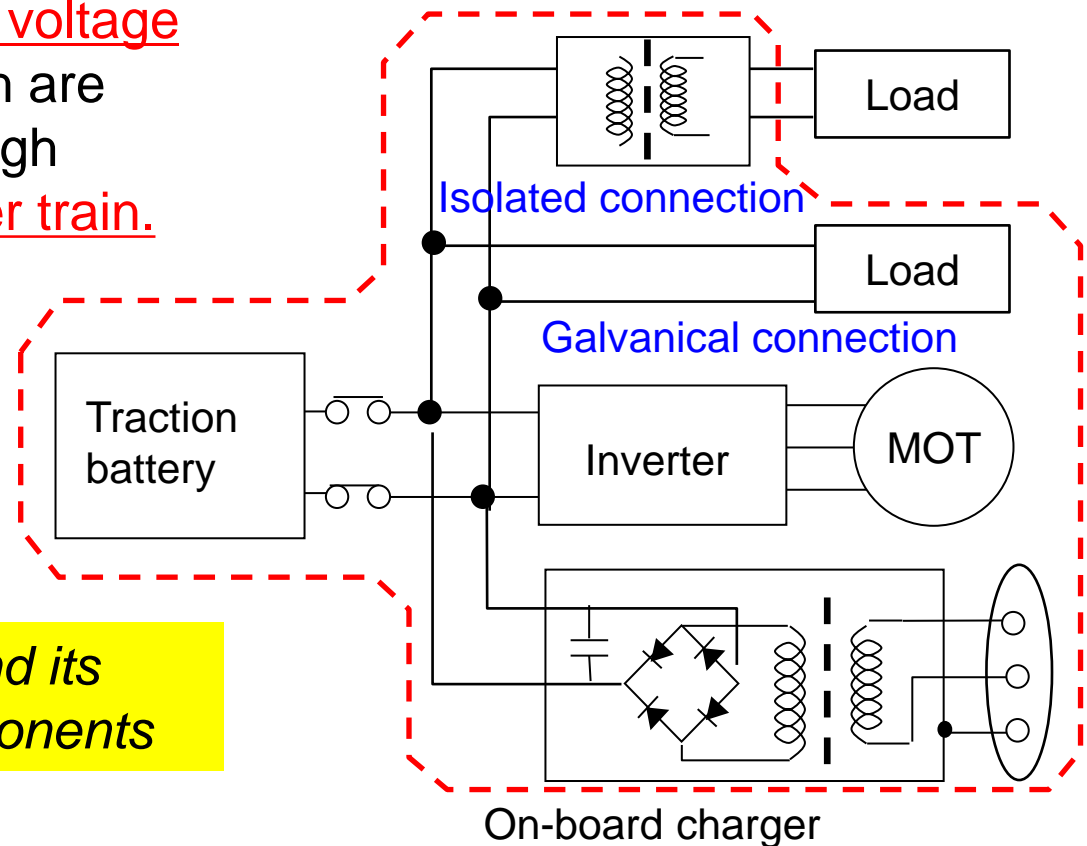 voltage
n are
gh
er train.
Load
Isolated connection
Load
Galvanical connection
Traction
battery
Inverter
MOT
nd its
onents
On-board charger